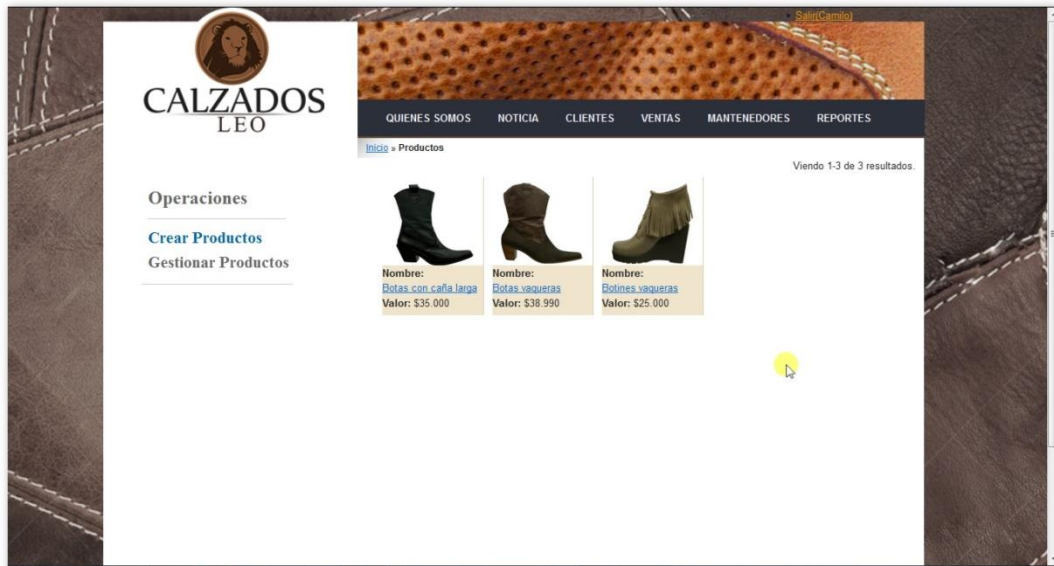 Salir(Camilo)
CALZADOS
LEO
QUIENES SOMOS NOTICIA CLIENTES VENTAS MANTENEDORES REPORTES
Inicio » Productos
Viendo 1-3 de 3 resultados.
Operaciones
Crear Productos
Gestionar Productos
Nombre:
Botas con caña larga
Valor: $35.000
Nombre:
Botas vaqueras
Valor: $38.990
Nombre:
Botines vaqueras
Valor: $25.000